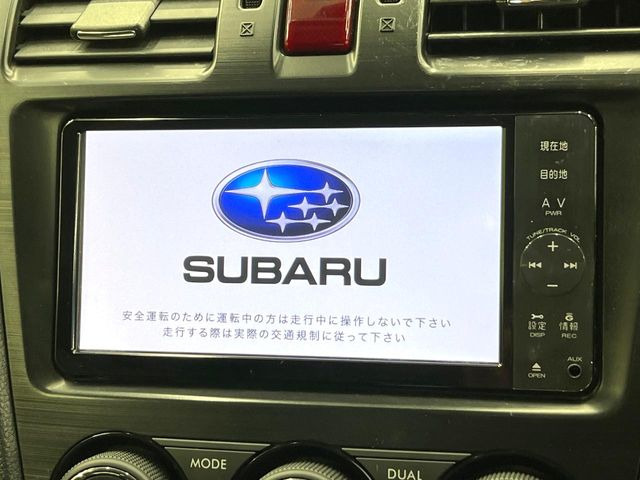 SUBARU
安全運転のために運転中の方は走行中に操作しないで下さい
走行する際は実際の交通規制に従って下さい
現在地
目的地
AV
PWR
TUNE/TRACK VOL
+
−
設定 情報
DISP REC
AUX
OPEN
MODE
DUAL